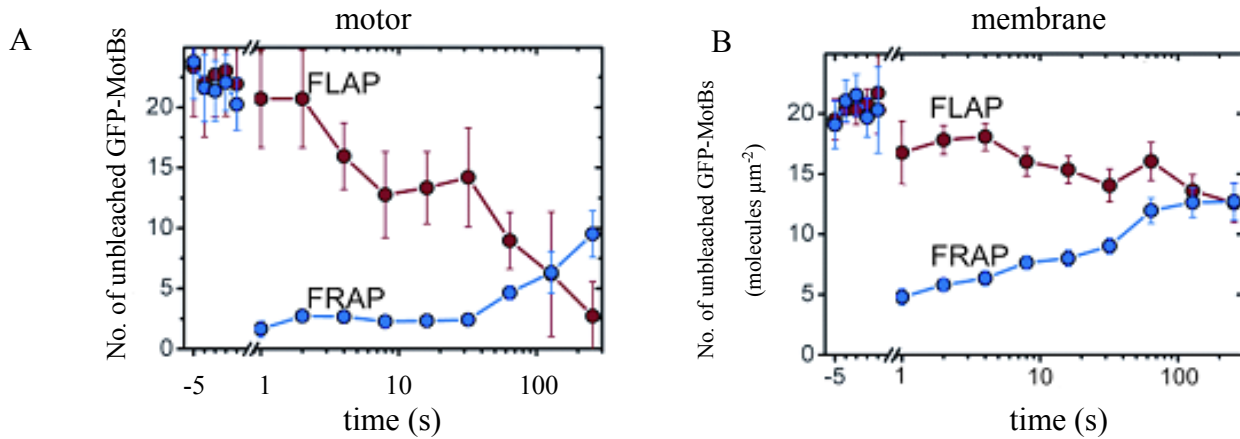 A
motor
No. of unbleached GFP-MotBs
20
15
10
5
0
FLAP
FRAP
-5
1
10
100
time (s)
B
membrane
No. of unbleached GFP-MotBs
(molecules μm⁻²)
20
15
10
5
0
FLAP
FRAP
-5
1
10
100
time (s)